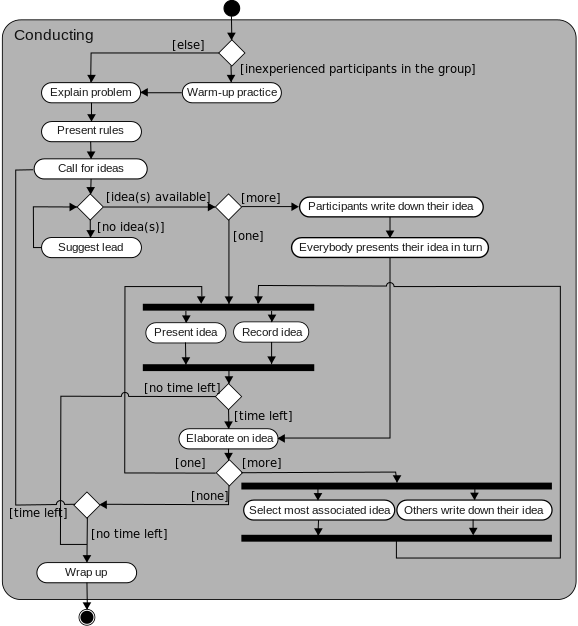 Conducting
[else]
[inexperienced participants in the group]
Explain problem
Warm-up practice
Present rules
Call for ideas
[idea(s) available]
[more]
Participants write down their idea
[no idea(s)]
[one]
Suggest lead
Everybody presents their idea in turn
Present idea
Record idea
[no time left]
[time left]
Elaborate on idea
[one]
[more]
[none]
[time left]
Select most associated idea
Others write down their idea
[no time left]
Wrap up